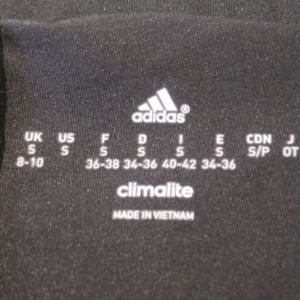 adidas®
UK US F D I E CDN J
S S S S S S S/P OT
8-10 36-38 34-36 40-42 34-36
climalite
MADE IN VIETNAM